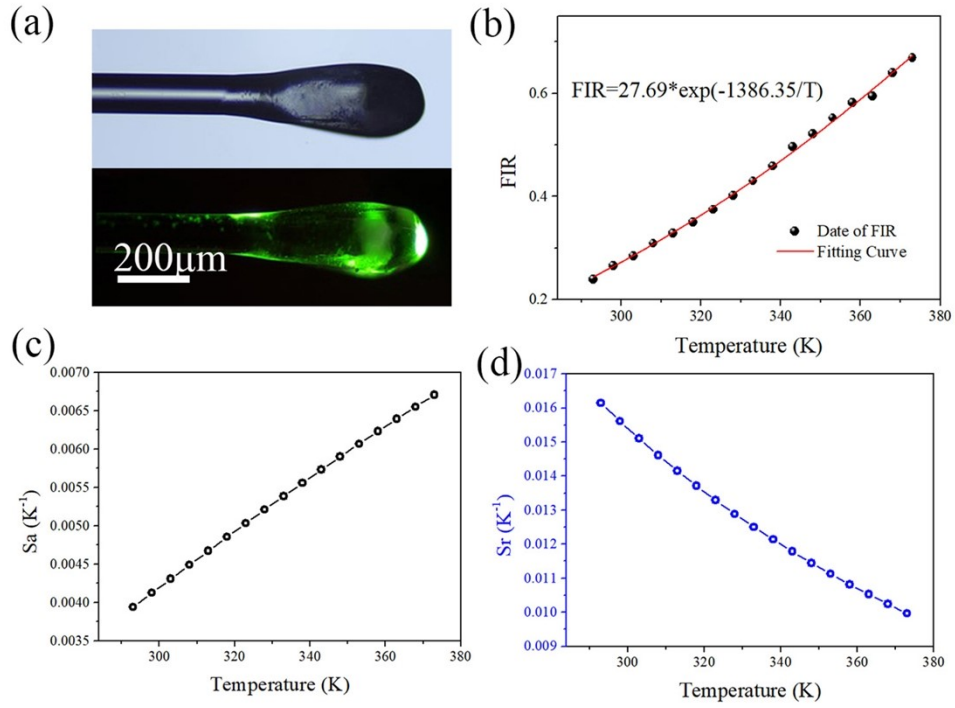 (a)
200μm
(b)
FIR=27.69*exp(-1386.35/T)
FIR
0.6
0.4
0.2
Date of FIR
Fitting Curve
300 320 340 360 380
Temperature (K)
(c)
Sa (K⁻¹)
0.0070
0.0065
0.0060
0.0055
0.0050
0.0045
0.0040
0.0035
300 320 340 360 380
Temperature (K)
(d)
Sr (K⁻¹)
0.017
0.016
0.015
0.014
0.013
0.012
0.011
0.010
0.009
300 320 340 360 380
Temperature (K)